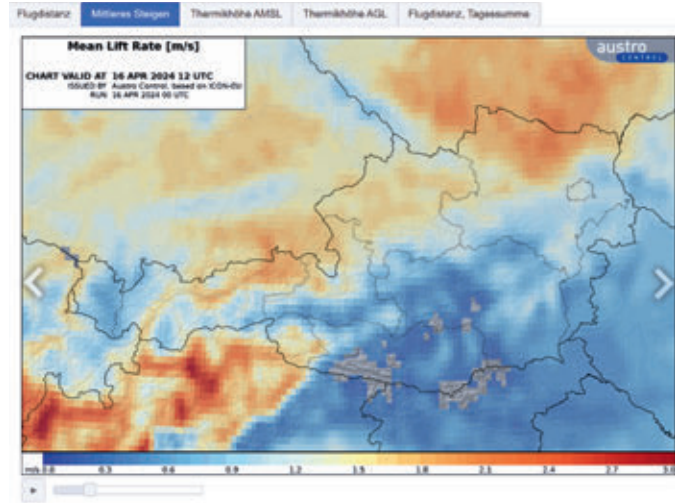 Flugdistanz Mittleres Steigen Thermikhöhe AMSL Thermikhöhe AGL Flugdistanz, Tagessumme
Mean Lift Rate [m/s]
CHART VALID AT 16 APR 2024 12 UTC
ISSUED BY Austro Control, based on ICON-EU
RUN 16 APR 2024 00 UTC
austro
CONTROL
m/s 0.0 0.3 0.6 0.9 1.2 1.5 1.8 2.1 2.4 2.7 3.0